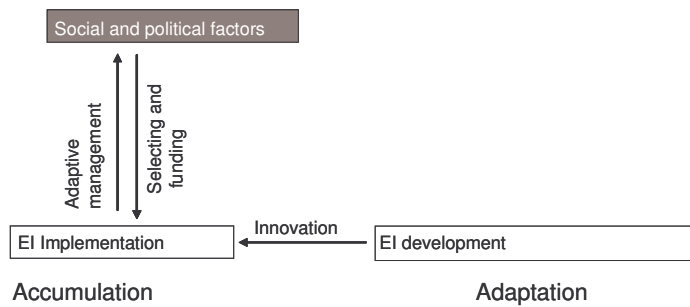 Social and political factors
Adaptive
management
Selecting and
funding
Innovation
EI Implementation
EI development
Accumulation
Adaptation